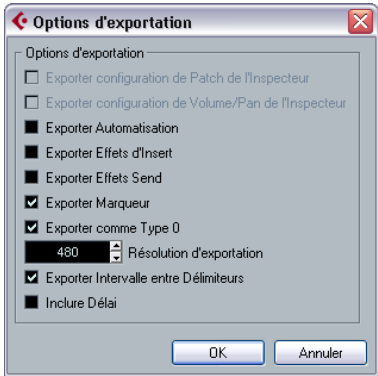 Options d'exportation
Options d'exportation
Exporter configuration de Patch de l'Inspecteur
Exporter configuration de Volume/Pan de l'Inspecteur
Exporter Automatisation
Exporter Effets d'Insert
Exporter Effets Send
Exporter Marqueur
Exporter comme Type 0
480 Résolution d'exportation
Exporter Intervalle entre Délimiteurs
Inclure Délai
OK Annuler